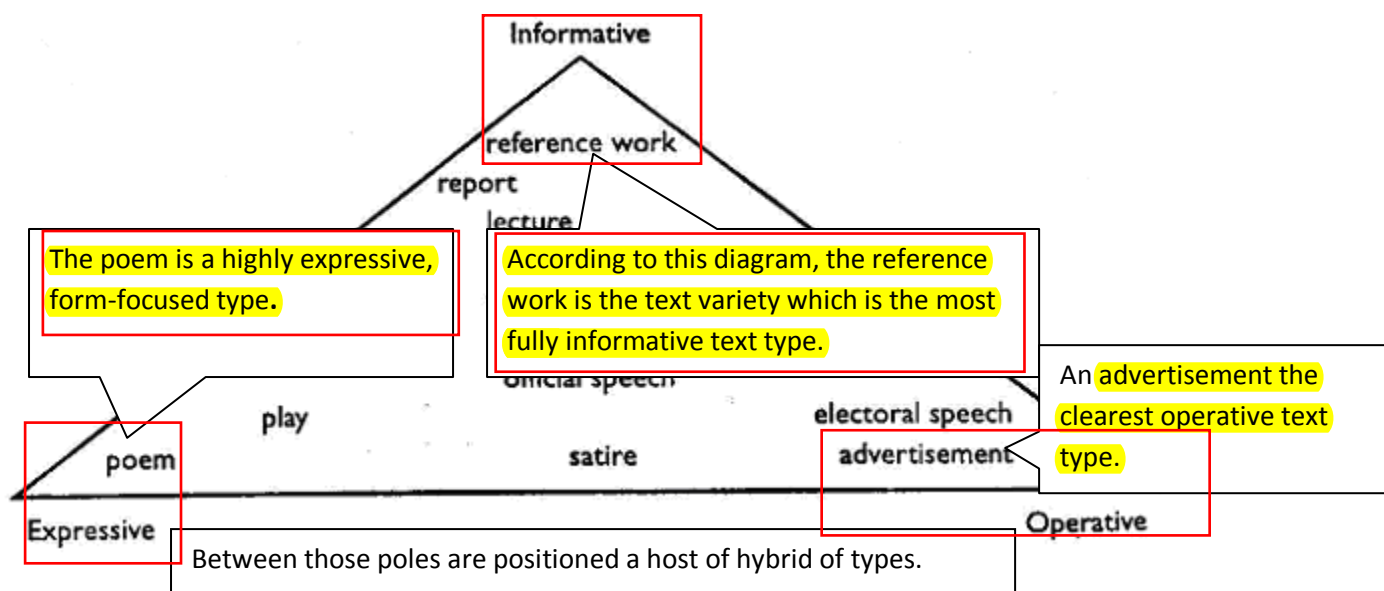 Informative
reference work
report
lecture
The poem is a highly expressive,
form-focused type.
According to this diagram, the reference
work is the text variety which is the most
fully informative text type.
official speech
An advertisement the
clearest operative text
type.
play
electoral speech
poem
satire
advertisement
Expressive
Operative
Between those poles are positioned a host of hybrid of types.